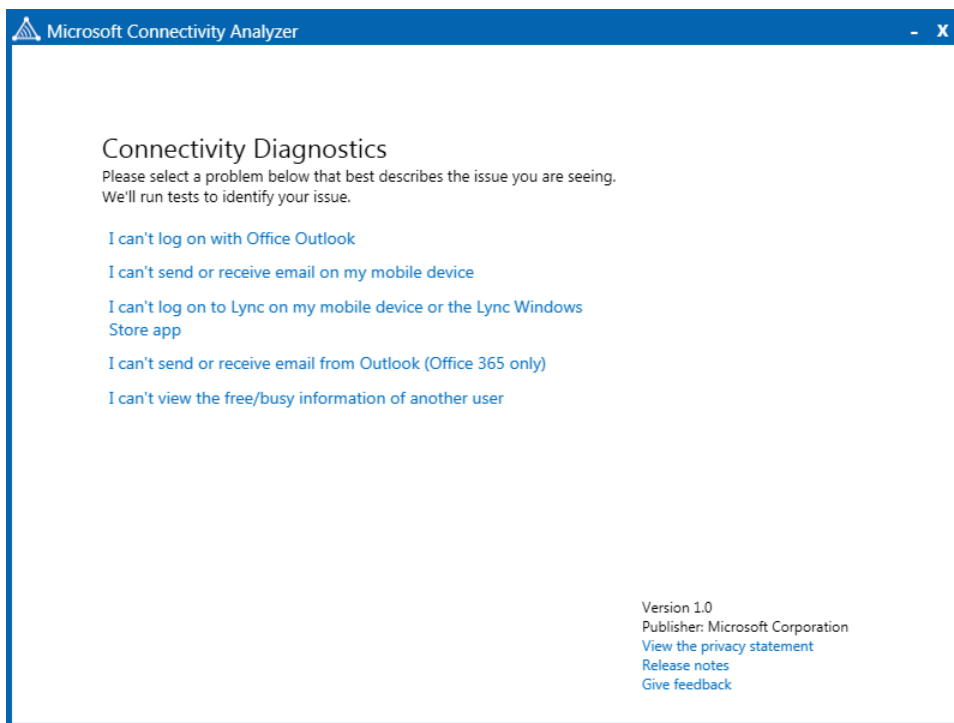 Microsoft Connectivity Analyzer
- X
Connectivity Diagnostics
Please select a problem below that best describes the issue you are seeing.
We'll run tests to identify your issue.
I can't log on with Office Outlook
I can't send or receive email on my mobile device
I can't log on to Lync on my mobile device or the Lync Windows
Store app
I can't send or receive email from Outlook (Office 365 only)
I can't view the free/busy information of another user
Version 1.0
Publisher: Microsoft Corporation
View the privacy statement
Release notes
Give feedback